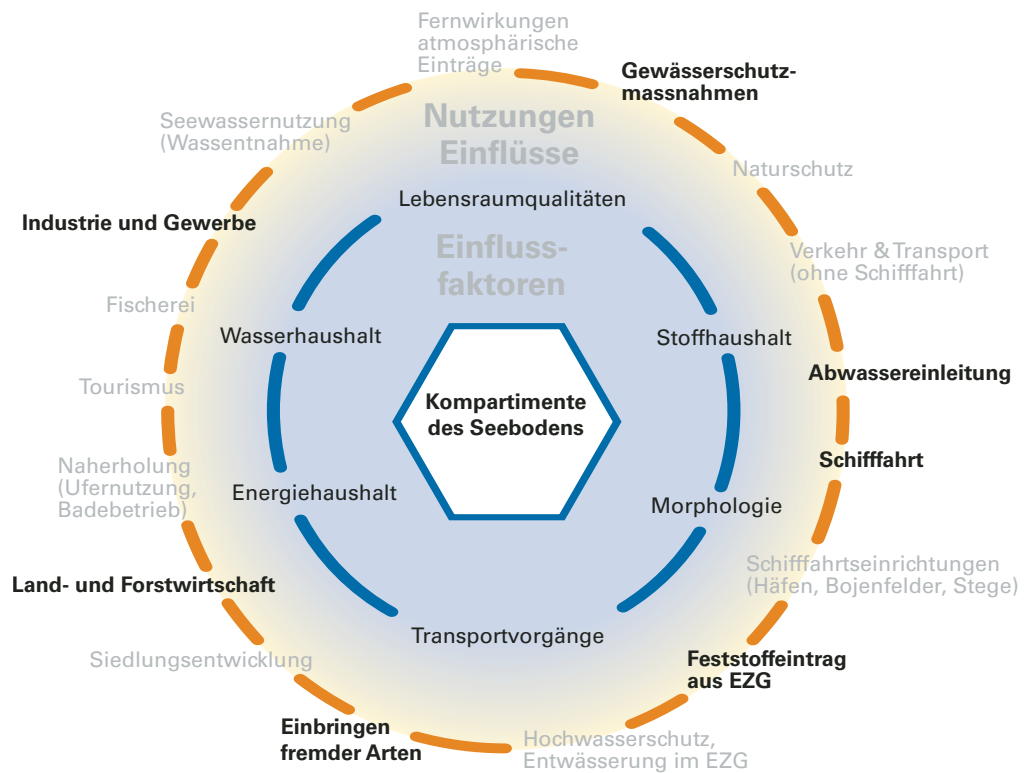 Fernwirkungen
atmosphärische
Einträge
Gewässerschutz-
massnahmen
Nutzungen
Einflüsse
Seewassernutzung
(Wassentnahme)
Naturschutz
Lebensraumqualitäten
Industrie und Gewerbe
Einfluss-
faktoren
Verkehr & Transport
(ohne Schifffahrt)
Fischerei
Wasserhaushalt
Stoffhaushalt
Tourismus
Abwassereinleitung
Kompartimente
des Seebodens
Naherholung
(Ufernutzung,
Badebetrieb)
Schifffahrt
Energiehaushalt
Morphologie
Land- und Forstwirtschaft
Schifffahrtseinrichtungen
(Häfen, Bojenfelder, Stege)
Transportvorgänge
Siedlungsentwicklung
Feststoffeintrag
aus EZG
Einbringen
fremder Arten
Hochwasserschutz,
Entwässerung im EZG